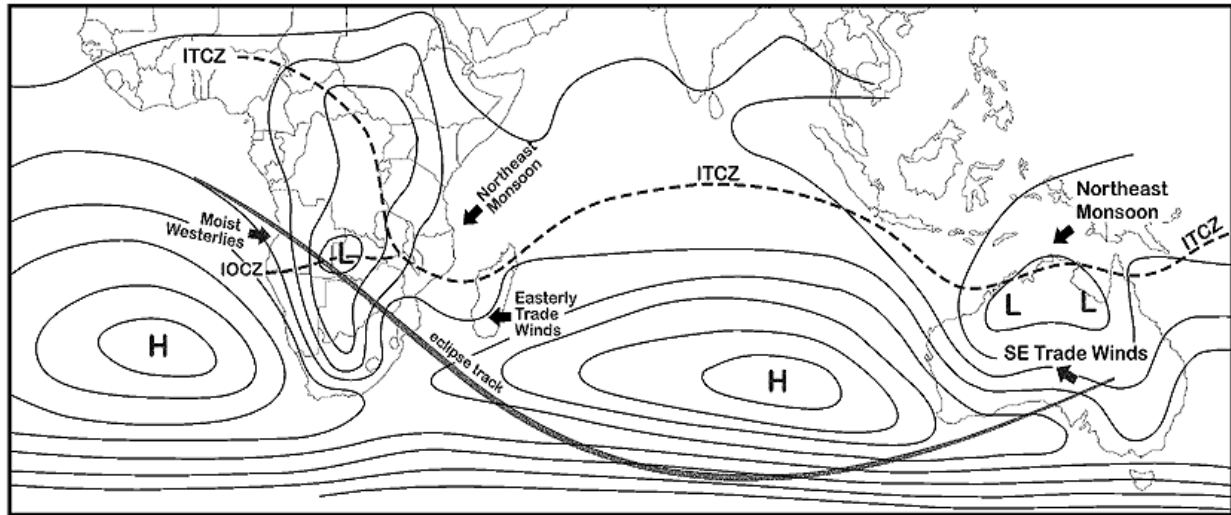 ITCZ
Northeast
Monsoon
ITCZ
Northeast
Monsoon
ITCZ
Moist
Westerlies
IOCZ
L
L
L
Easterly
Trade
Winds
eclipse track
H
H
SE Trade Winds